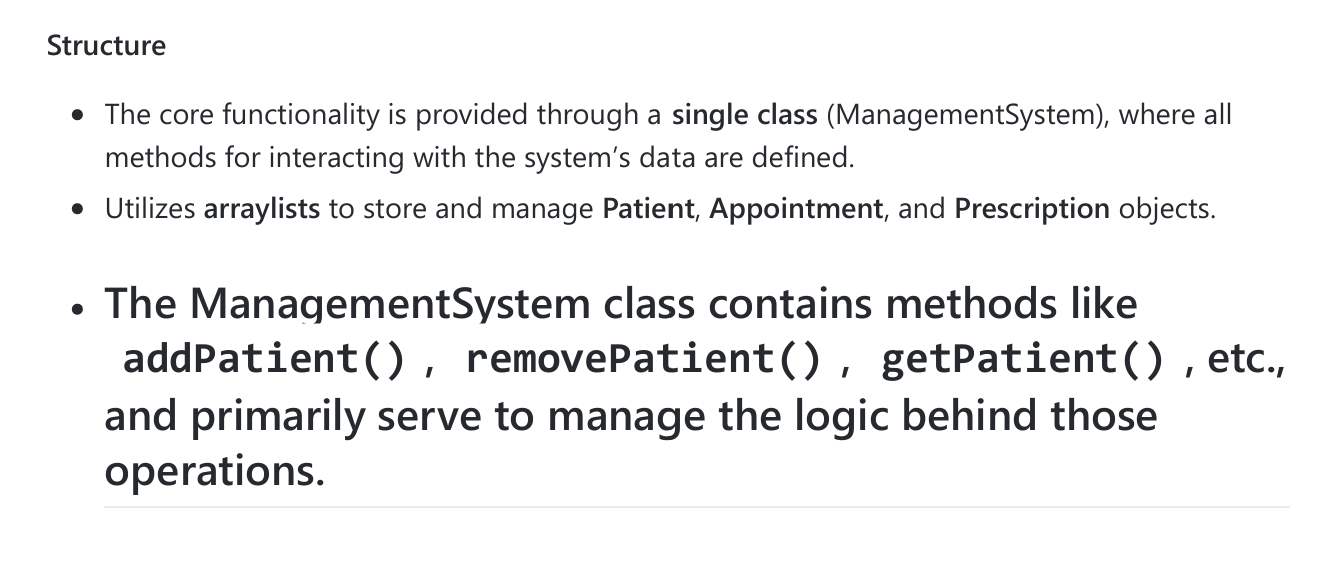 Structure
• The core functionality is provided through a single class (ManagementSystem), where all
methods for interacting with the system’s data are defined.
• Utilizes arraylists to store and manage Patient, Appointment, and Prescription objects.
• The ManagementSystem class contains methods like
addPatient() , removePatient() , getPatient() , etc.,
and primarily serve to manage the logic behind those
operations.